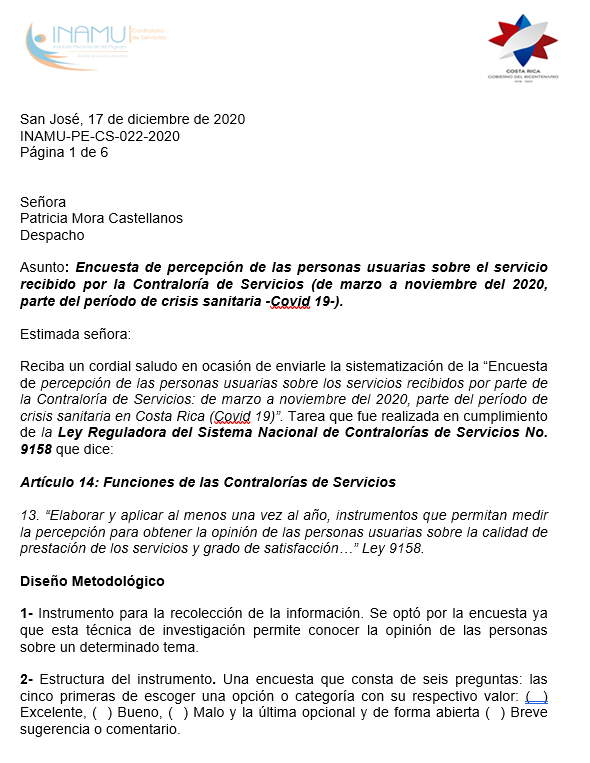 INAMU
Contraloría
de Servicios
Instituto Nacional de las Mujeres
COSTA RICA
GOBIERNO DEL BICENTENARIO
San José, 17 de diciembre de 2020
INAMU-PE-CS-022-2020
Página 1 de 6
Señora
Patricia Mora Castellanos
Despacho
Asunto: Encuesta de percepción de las personas usuarias sobre el servicio
recibido por la Contraloría de Servicios (de marzo a noviembre del 2020,
parte del período de crisis sanitaria -Covid 19-).
Estimada señora:
Reciba un cordial saludo en ocasión de enviarle la sistematización de la “Encuesta
de percepción de las personas usuarias sobre los servicios recibidos por parte de
la Contraloría de Servicios: de marzo a noviembre del 2020, parte del período de
crisis sanitaria en Costa Rica (Covid 19)”. Tarea que fue realizada en cumplimiento
de la Ley Reguladora del Sistema Nacional de Contralorías de Servicios No.
9158 que dice:
Artículo 14: Funciones de las Contralorías de Servicios
13. “Elaborar y aplicar al menos una vez al año, instrumentos que permitan medir
la percepción para obtener la opinión de las personas usuarias sobre la calidad de
prestación de los servicios y grado de satisfacción…” Ley 9158.
Diseño Metodológico
1- Instrumento para la recolección de la información. Se optó por la encuesta ya
que esta técnica de investigación permite conocer la opinión de las personas
sobre un determinado tema.
2- Estructura del instrumento. Una encuesta que consta de seis preguntas: las
cinco primeras de escoger una opción o categoría con su respectivo valor: ( )
Excelente, ( ) Bueno, ( ) Malo y la última opcional y de forma abierta ( ) Breve
sugerencia o comentario.